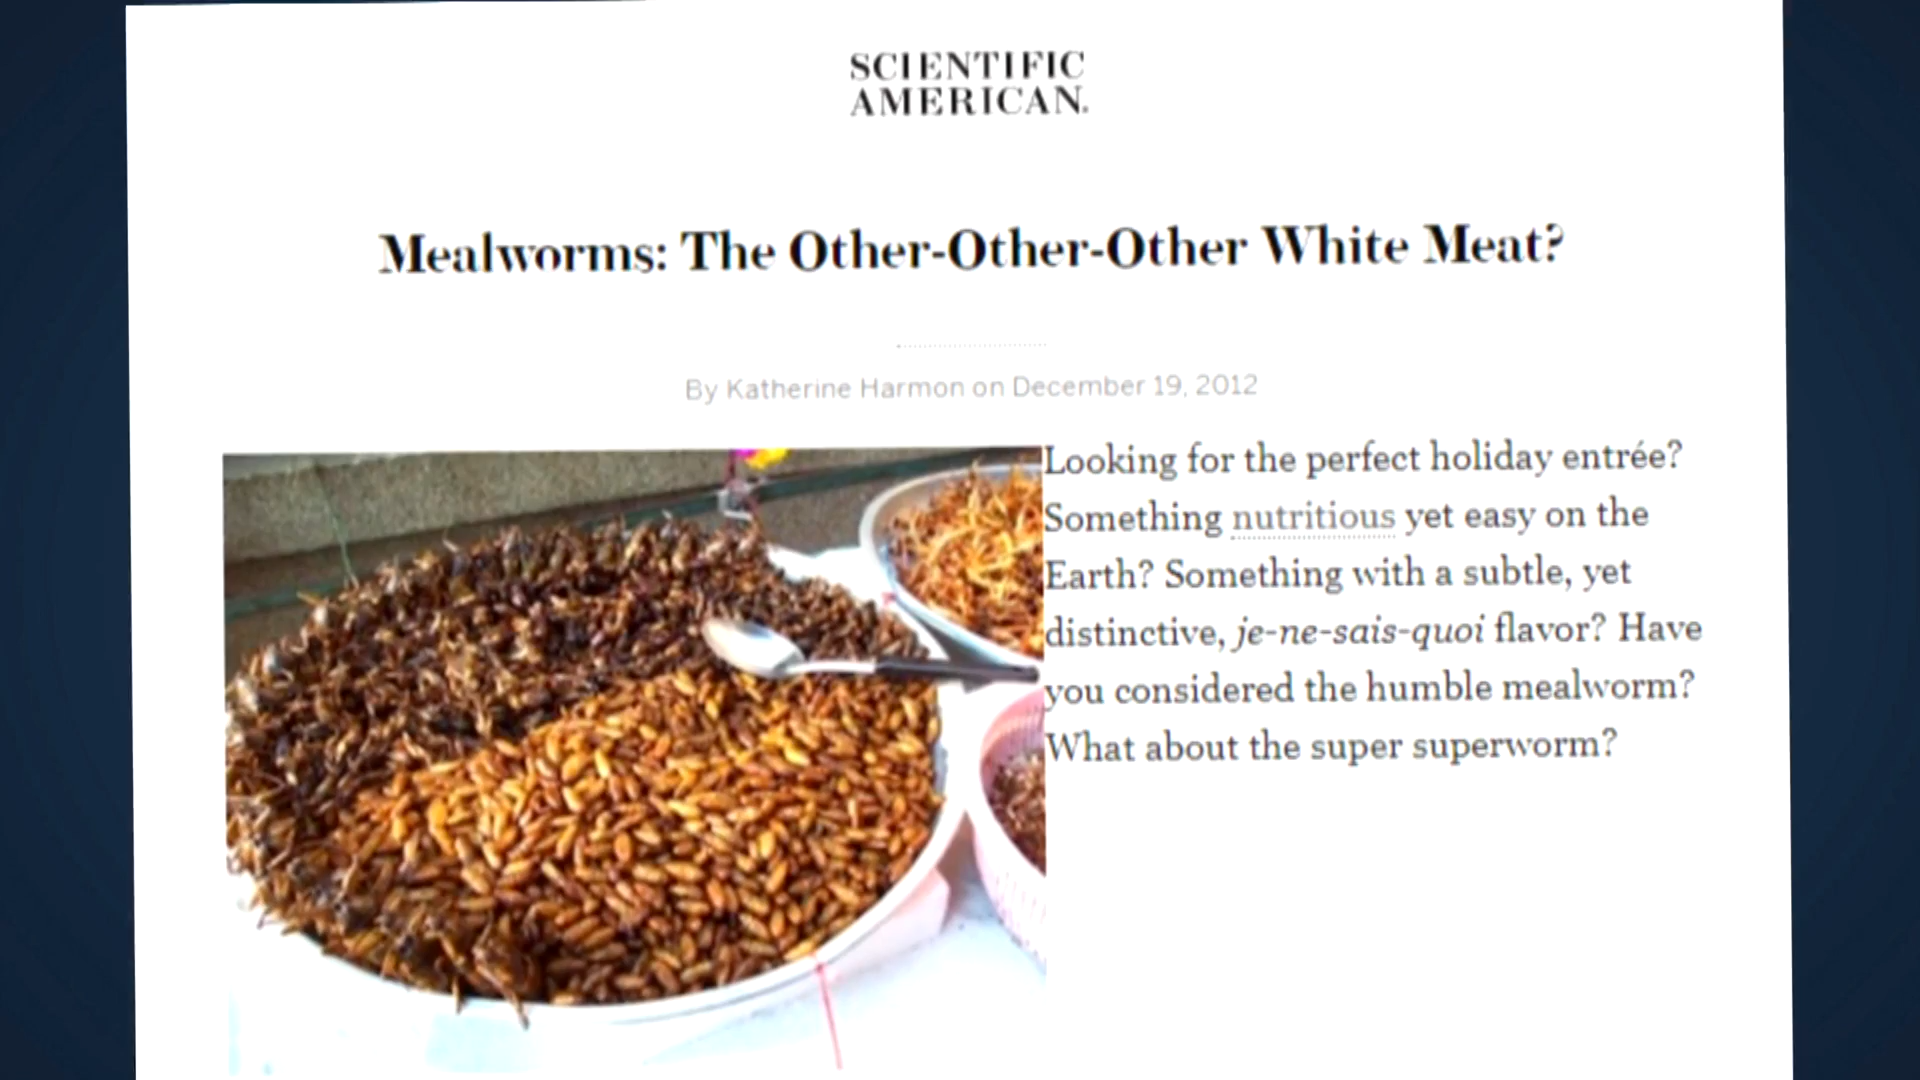 SCIENTIFIC
AMERICAN.
Mealworms: The Other-Other-Other White Meat?
By Katherine Harmon on December 19, 2012
Looking for the perfect holiday entrée?
Something nutritious yet easy on the
Earth? Something with a subtle, yet
distinctive, je-ne-sais-quoi flavor? Have
you considered the humble mealworm?
What about the super superworm?